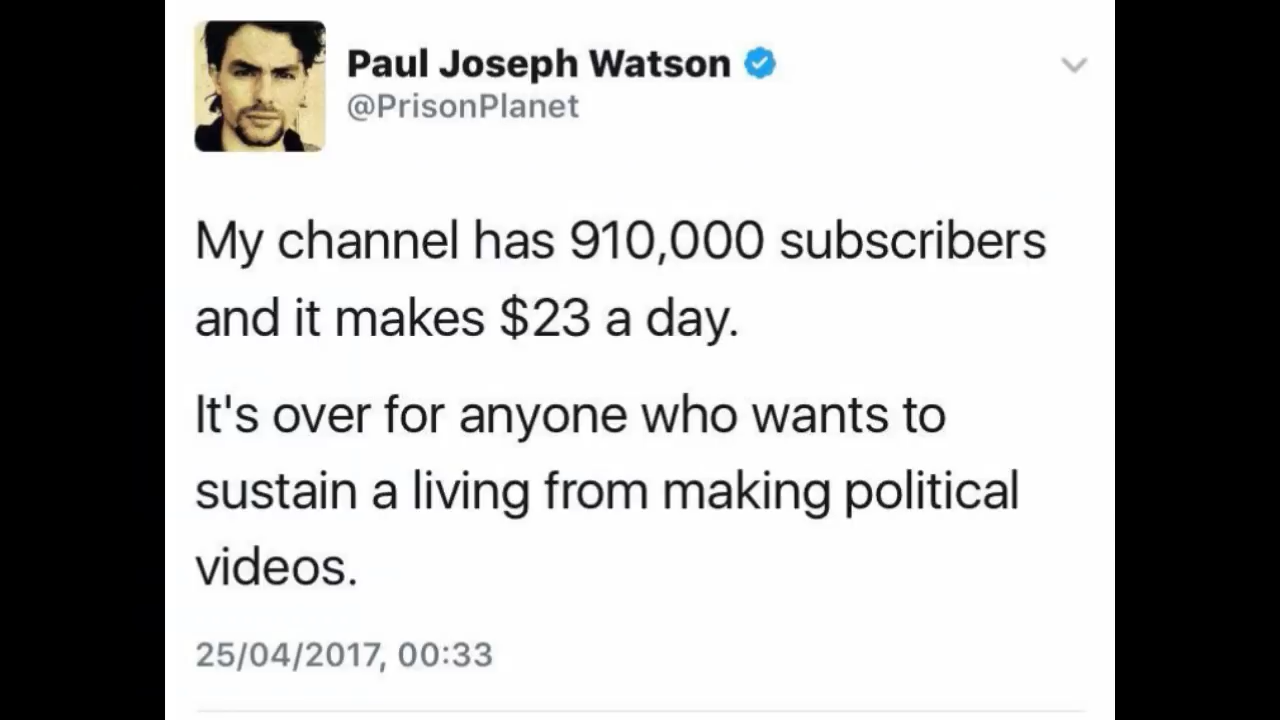 Paul Joseph Watson
@PrisonPlanet
My channel has 910,000 subscribers
and it makes $23 a day.
It's over for anyone who wants to
sustain a living from making political
videos.
25/04/2017, 00:33